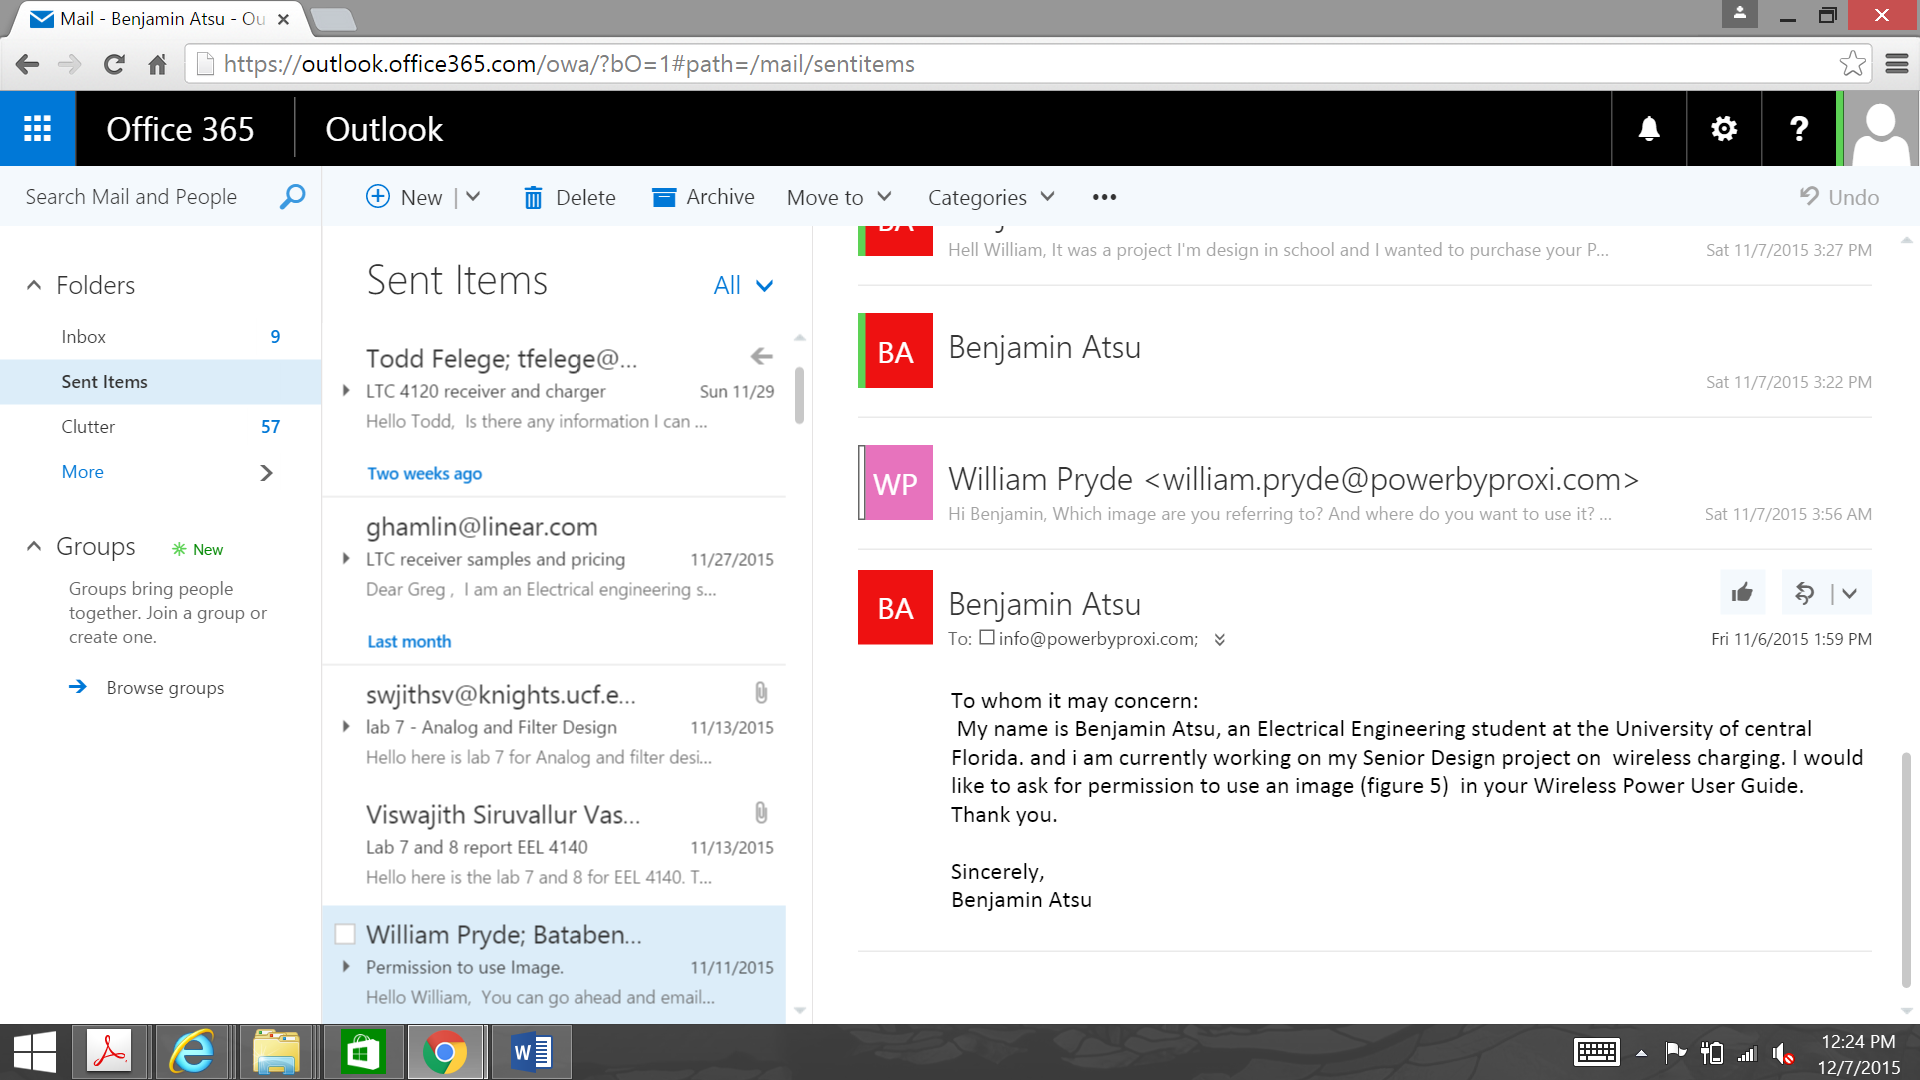 Mail - Benjamin Atsu - Ou
https://outlook.office365.com/owa/?bO=1#path=/mail/sentitems
Office 365
Outlook
?
Search Mail and People
New
Delete
Archive
Move to
Categories
Undo
Folders
Inbox 9
Sent Items
Clutter 57
More
Groups New
Groups bring people
together. Join a group or
create one.
Browse groups
Sent Items
All
Todd Felege; tfelege@...
LTC 4120 receiver and charger Sun 11/29
Hello Todd, Is there any information I can ...
Two weeks ago
ghamlin@linear.com
LTC receiver samples and pricing 11/27/2015
Dear Greg , I am an Electrical engineering s...
Last month
swjithsv@knights.ucf.e...
lab 7 - Analog and Filter Design 11/13/2015
Hello here is lab 7 for Analog and filter desi...
Viswajith Siruvallur Vas...
Lab 7 and 8 report EEL 4140 11/13/2015
Hello here is the lab 7 and 8 for EEL 4140. T...
William Pryde; Bataben...
Permission to use Image. 11/11/2015
Hello William, You can go ahead and email...
Hell William, It was a project I'm design in school and I wanted to purchase your P... Sat 11/7/2015 3:27 PM
BA
Benjamin Atsu
Sat 11/7/2015 3:22 PM
WP
William Pryde <william.pryde@powerbyproxi.com>
Hi Benjamin, Which image are you referring to? And where do you want to use it? ... Sat 11/7/2015 3:56 AM
BA
Benjamin Atsu
To: info@powerbyproxi.com; Fri 11/6/2015 1:59 PM
To whom it may concern:
My name is Benjamin Atsu, an Electrical Engineering student at the University of central
Florida. and i am currently working on my Senior Design project on wireless charging. I would
like to ask for permission to use an image (figure 5) in your Wireless Power User Guide.
Thank you.
Sincerely,
Benjamin Atsu
12:24 PM
12/7/2015